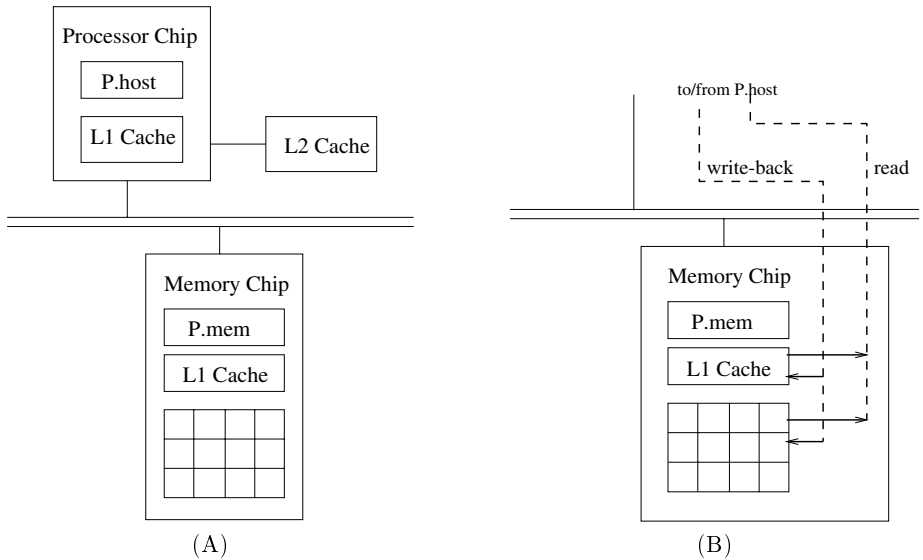 Processor Chip
P.host
L1 Cache
L2 Cache
Memory Chip
P.mem
L1 Cache
(A)
to/from P.host
write-back
read
Memory Chip
P.mem
L1 Cache
(B)